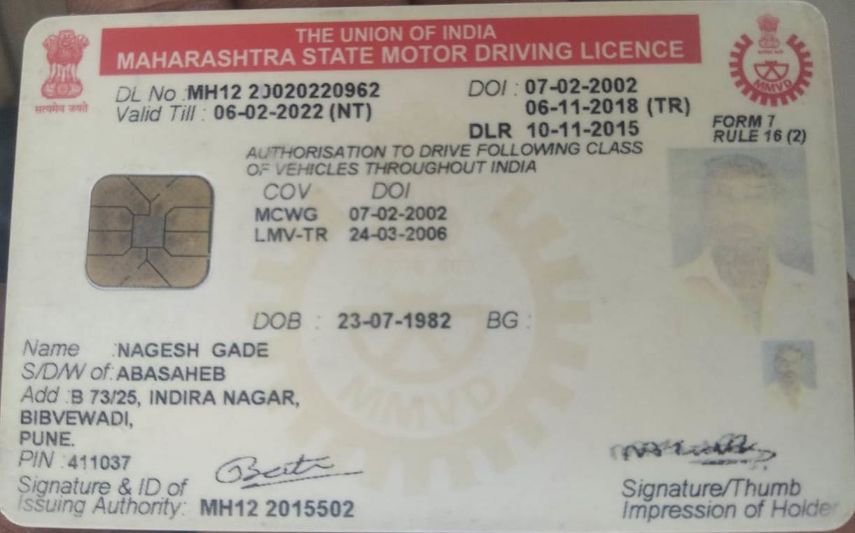 THE UNION OF INDIA
MAHARASHTRA STATE MOTOR DRIVING LICENCE
सत्यमेव जयते
MMVD
DL No : MH12 20020220962 DOI : 07-02-2002
Valid Till : 06-02-2022 (NT) 06-11-2018 (TR)
DLR 10-11-2015
FORM 7
RULE 16 (2)
AUTHORISATION TO DRIVE FOLLOWING CLASS
OF VEHICLES THROUGHOUT INDIA
COV DOI
MCWG 07-02-2002
LMV-TR 24-03-2006
DOB : 23-07-1982 BG :
MMVD
Name : NAGESH GADE
S/D/W of : ABASAHEB
Add : B 73/25, INDIRA NAGAR,
BIBVEWADI,
PUNE.
PIN : 411037
Signature & ID of
Issuing Authority: MH12 2015502
Signature/Thumb
Impression of Holder